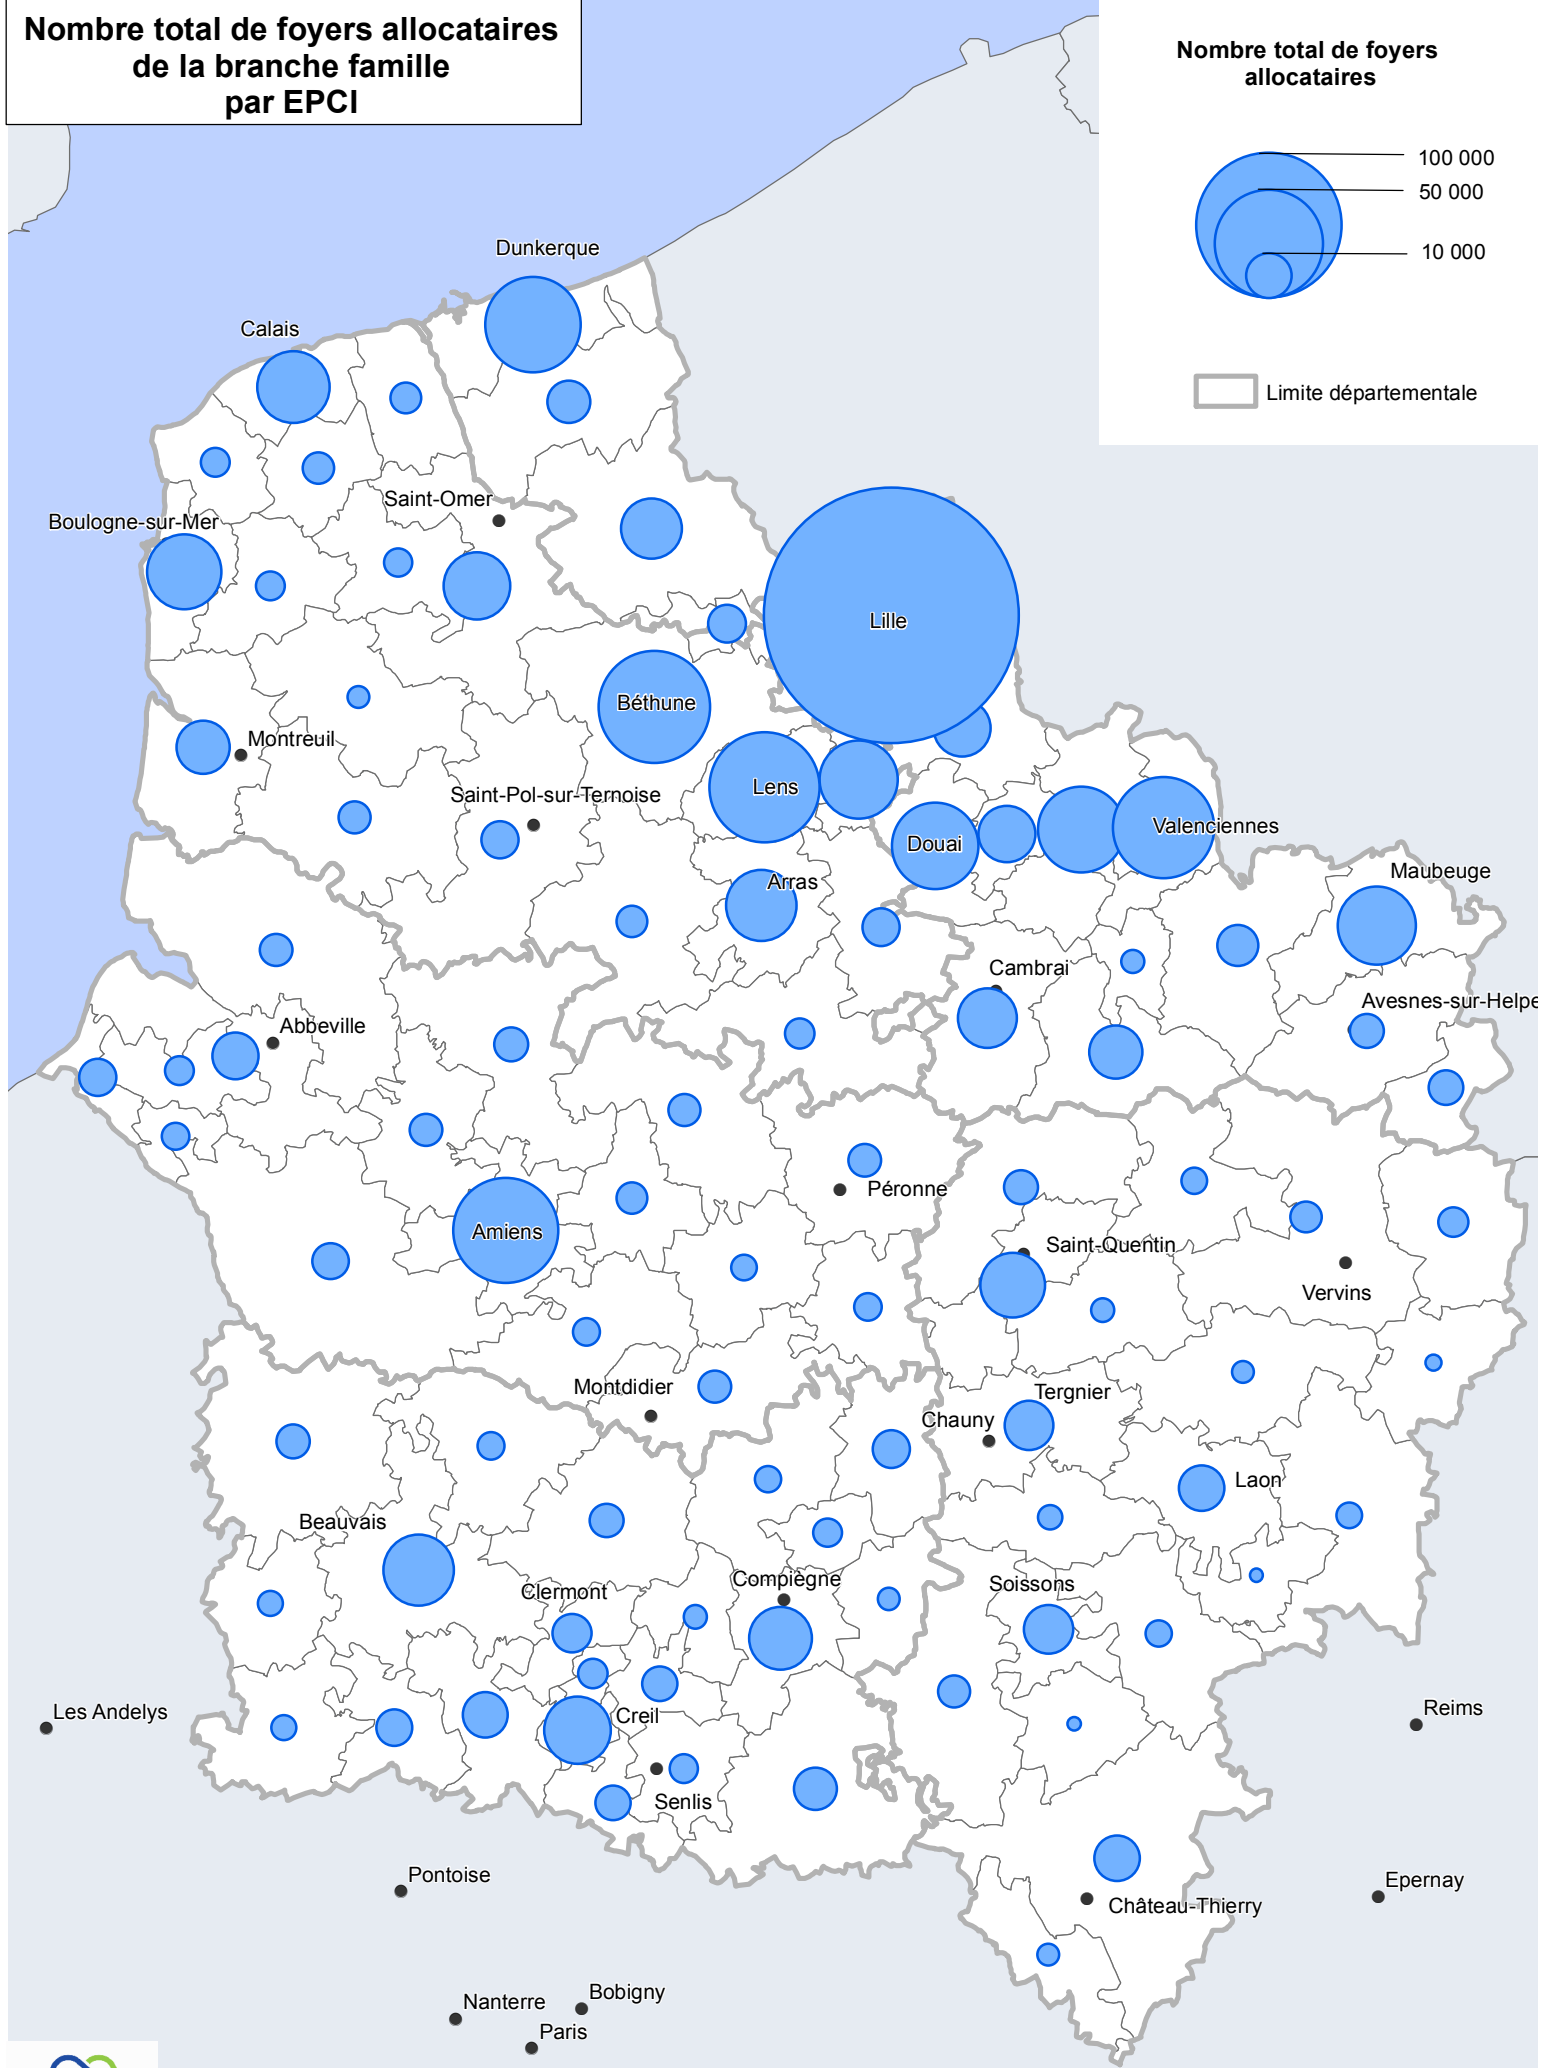 Nombre total de foyers allocataires
de la branche famille
par EPCI
Nombre total de foyers
allocataires
100 000
50 000
10 000
Limite départementale
Dunkerque
Calais
Saint-Omer
Boulogne-sur-Mer
Lille
Béthune
Montreuil
Lens
Saint-Pol-sur-Ternoise
Valenciennes
Douai
Maubeuge
Arras
Cambrai
Avesnes-sur-Helpe
Abbeville
Péronne
Amiens
Saint-Quentin
Vervins
Montdidier
Tergnier
Chauny
Laon
Beauvais
Compiègne
Soissons
Clermont
Les Andelys
Creil
Reims
Senlis
Pontoise
Epernay
Château-Thierry
Bobigny
Nanterre
Paris